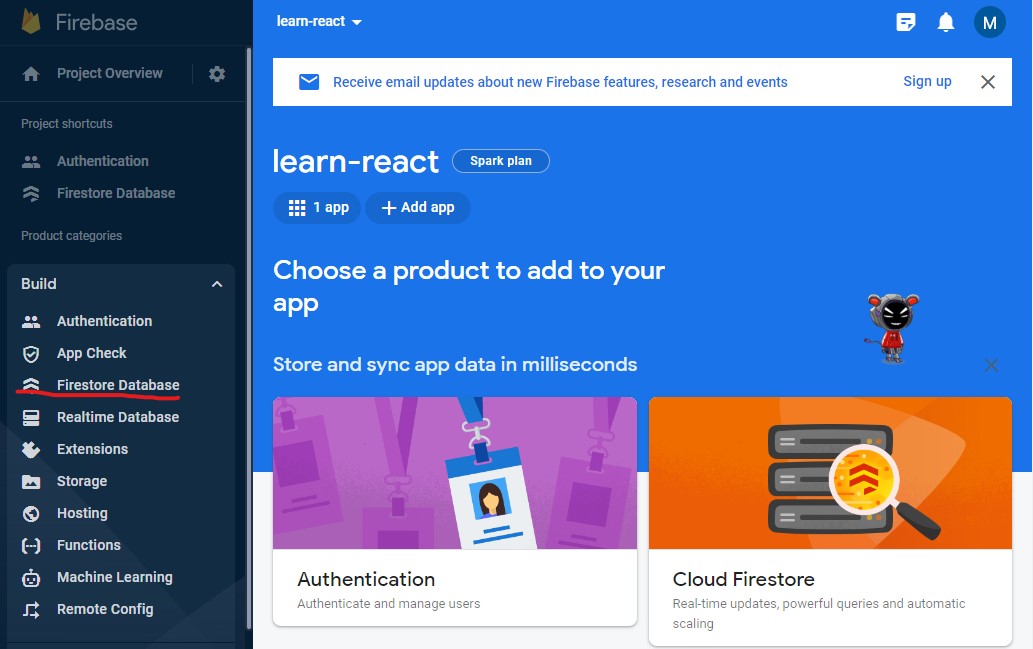 Firebase
Project Overview
Project shortcuts
Authentication
Firestore Database
Product categories
Build
Authentication
App Check
Firestore Database
Realtime Database
Extensions
Storage
Hosting
Functions
Machine Learning
Remote Config
learn-react
M
Receive email updates about new Firebase features, research and events
Sign up
learn-react
Spark plan
1 app
Add app
Choose a product to add to your
app
Store and sync app data in milliseconds
Authentication
Authenticate and manage users
Cloud Firestore
Real-time updates, powerful queries and automatic
scaling